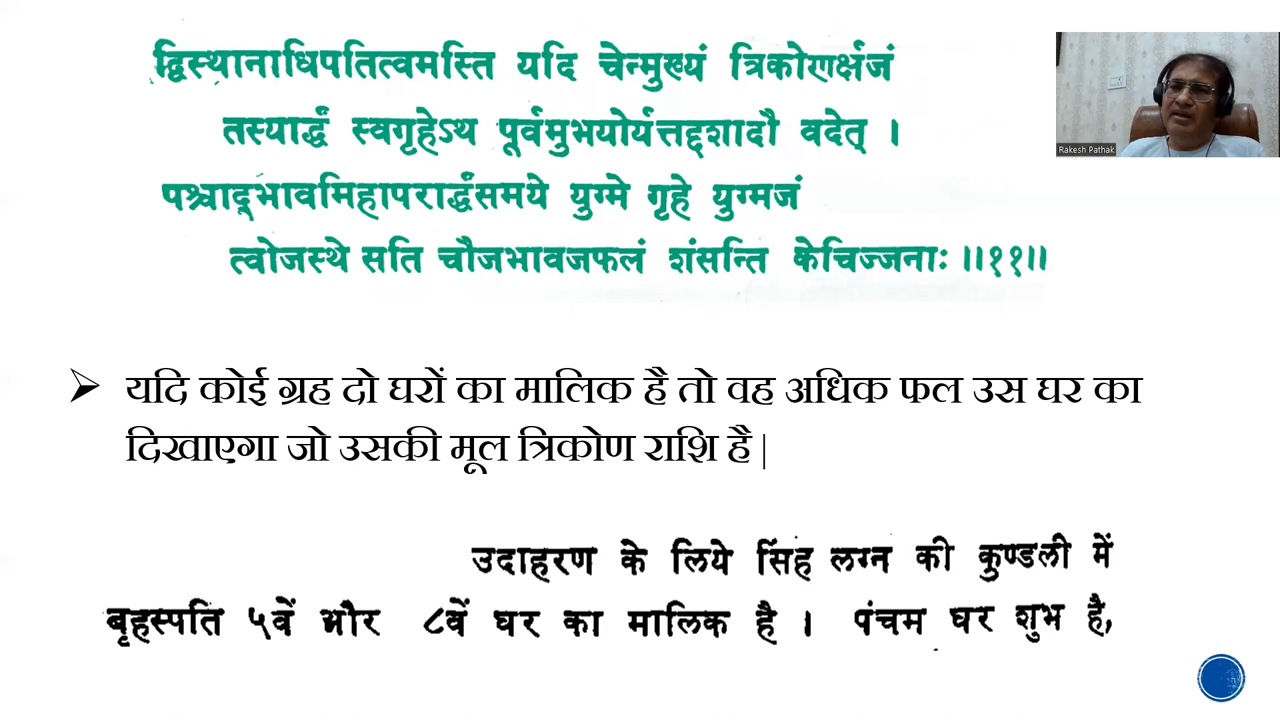 द्विस्थानाधिपतित्वमस्ति यदि चेन्मुख्यं त्रिकोणर्क्षजं
तस्यार्द्धं स्वगृहेऽथ पूर्वमुभयोर्यत्तद्दशादौ वदेत् ।
पश्चाद्भावमिहापरार्द्धसमये युग्मे गृहे युग्मजं
त्वोजस्थे सति चौजभावजफलं शंसन्ति केचिज्जनाः ।।११।।
Rakesh Pathak
➢ यदि कोई ग्रह दो घरों का मालिक है तो वह अधिक फल उस घर का
दिखाएगा जो उसकी मूल त्रिकोण राशि है |
उदाहरण के लिये सिंह लग्न की कुण्डली में
बृहस्पति ५वें और ८वें घर का मालिक है । पंचम घर शुभ है,